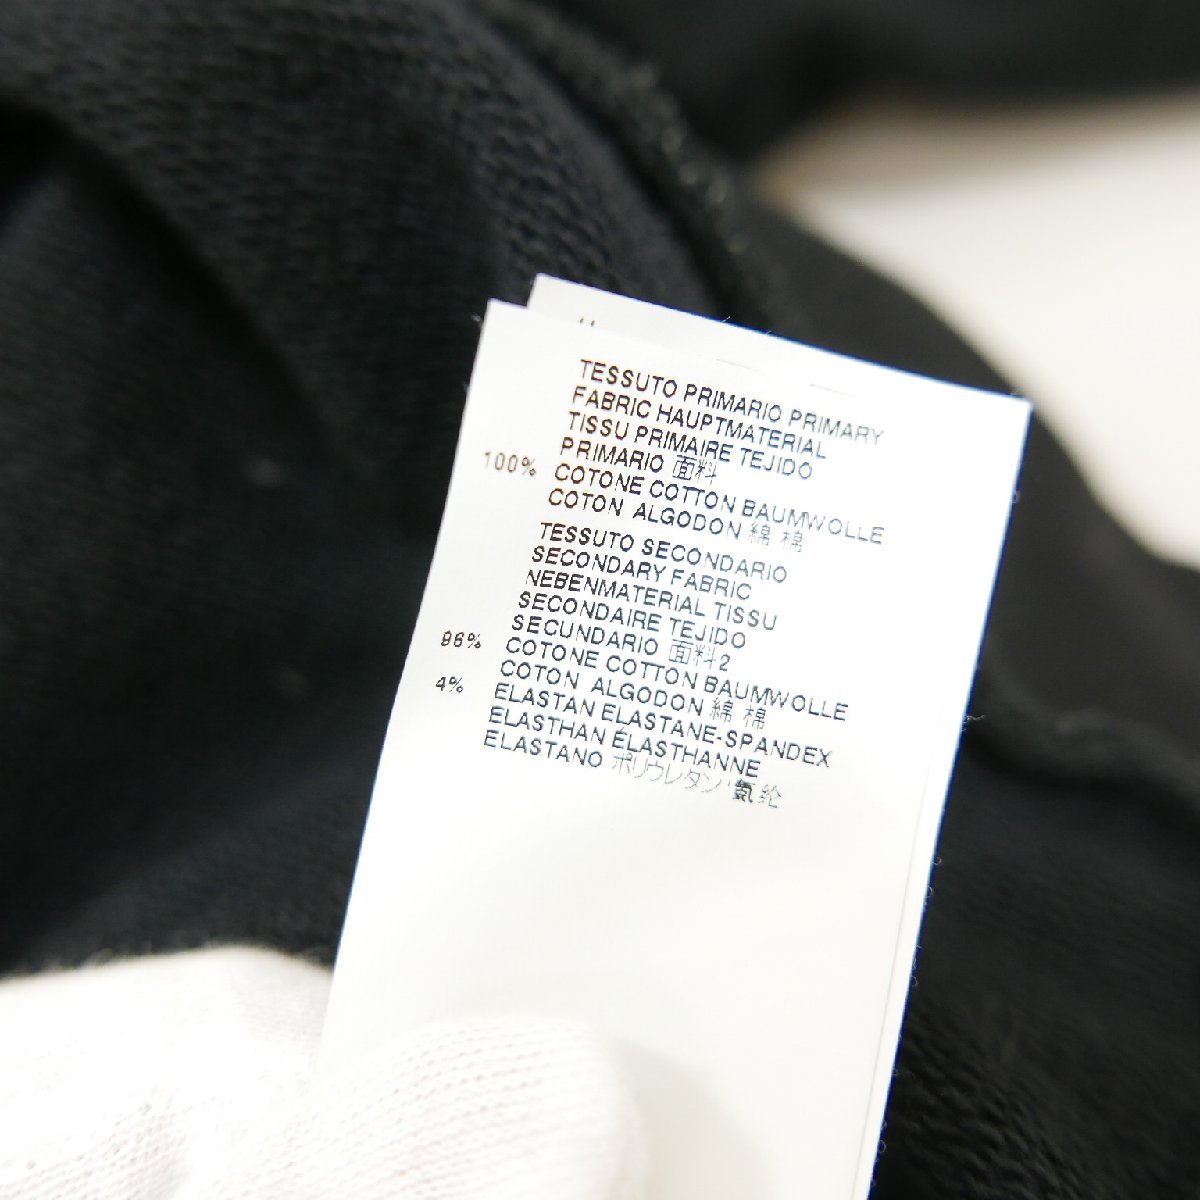 TESSUTO PRIMARIO PRIMARY
FABRIC HAUPTMATERIAL
TISSU PRIMAIRE TEJIDO
PRIMARIO 面料
100% COTONE COTTON BAUMWOLLE
COTON ALGODON 綿 棉
TESSUTO SECONDARIO
SECONDARY FABRIC
NEBENMATERIAL TISSU
SECONDAIRE TEJIDO
SECUNDARIO 面料2
96% COTONE COTTON BAUMWOLLE
COTON ALGODON 綿 棉
4% ELASTAN ELASTANE-SPANDEX
ELASTHAN ÉLASTHANNE
ELASTANO ポリウレタン 氨纶